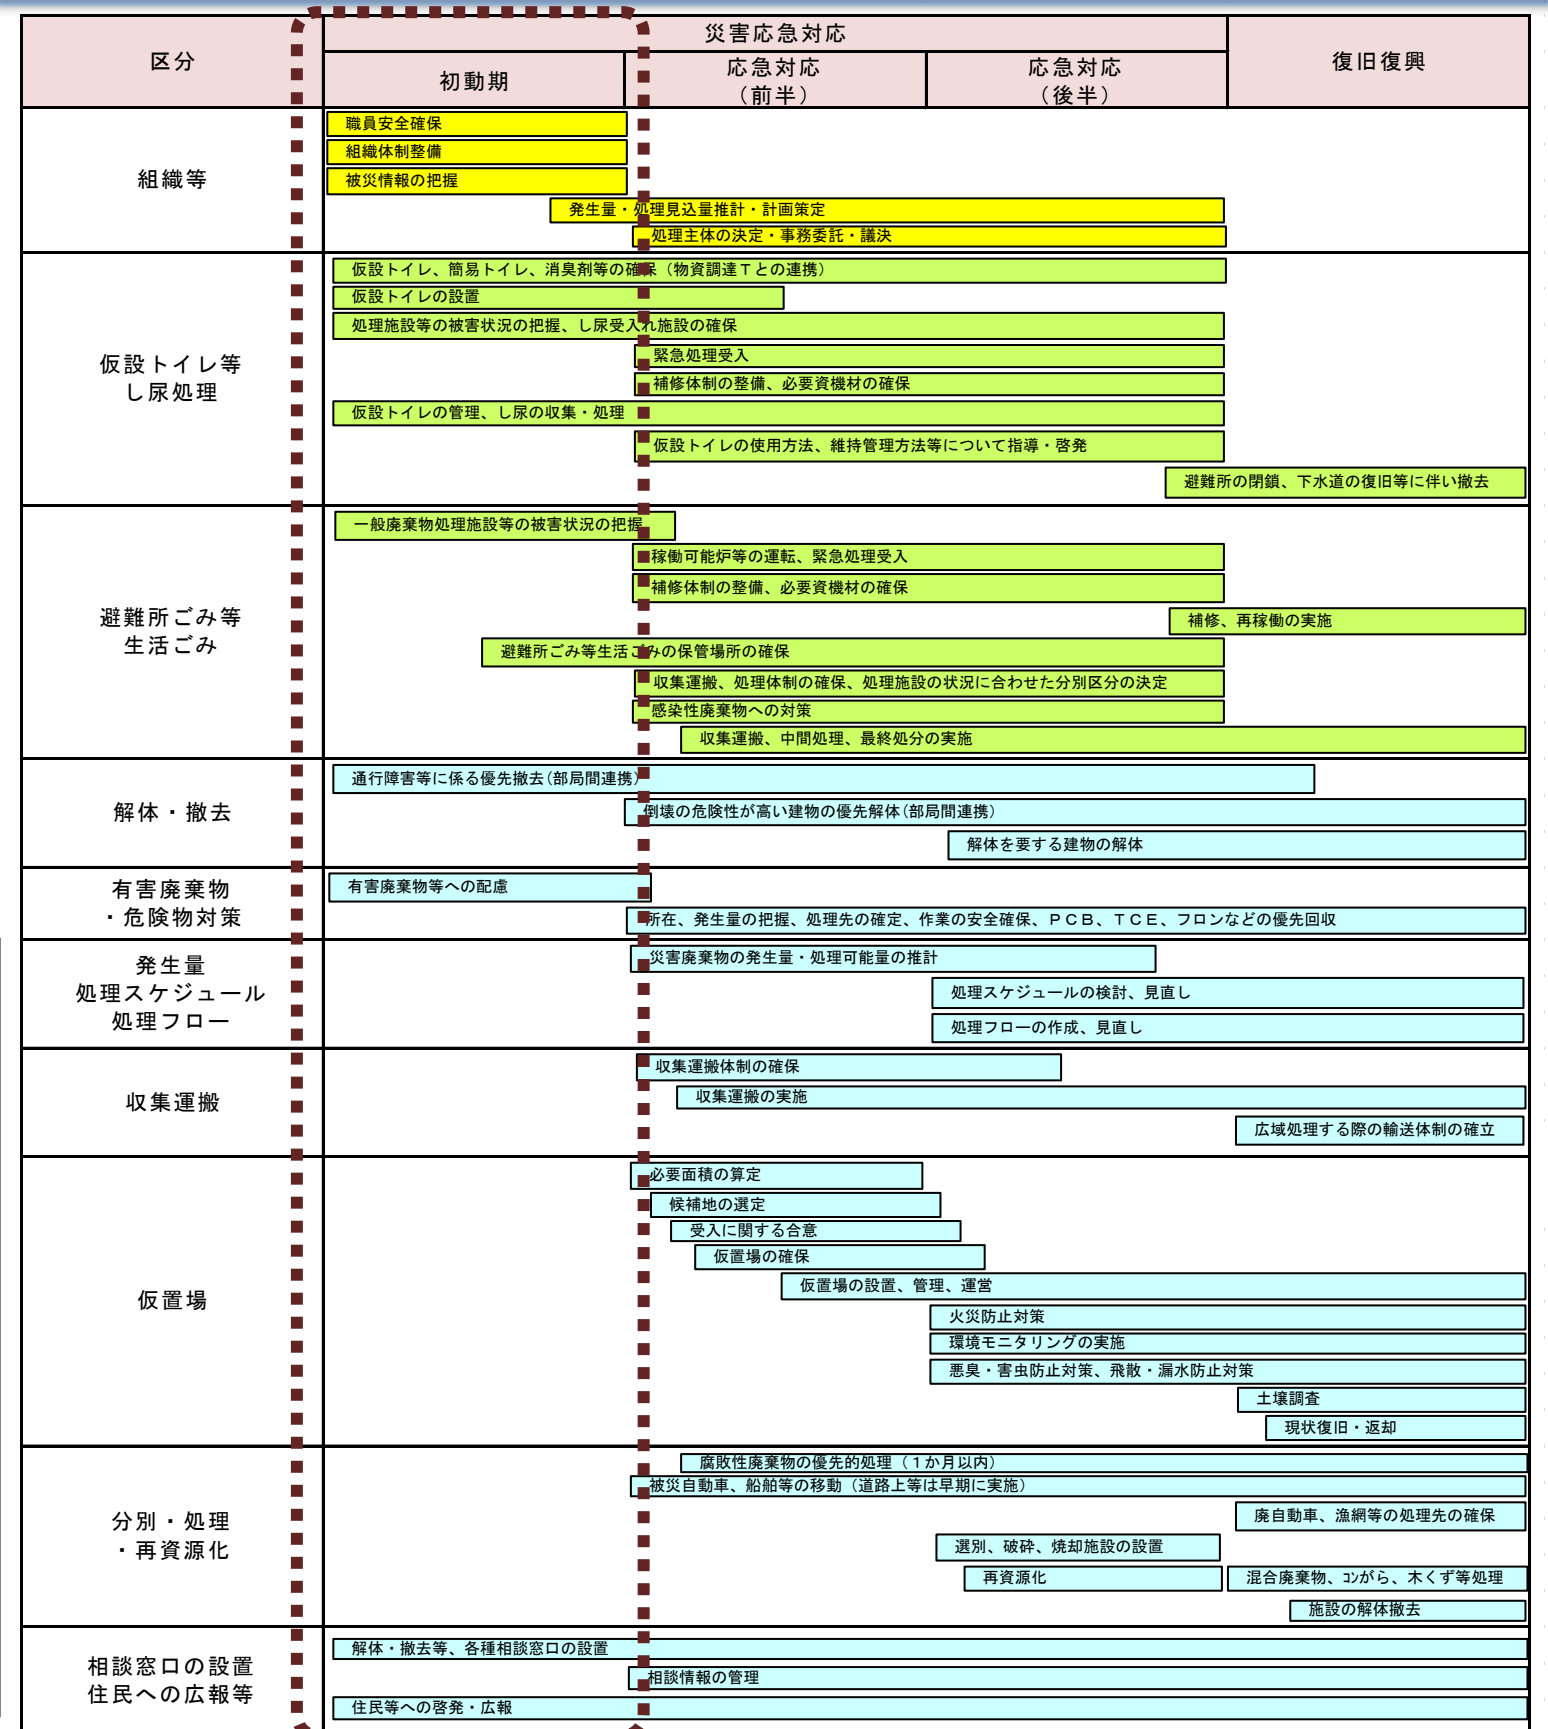 区分
災害応急対応
復旧復興
初動期
応急対応
（前半）
応急対応
（後半）
組織等
職員安全確保
組織体制整備
被災情報の把握
発生量・処理見込量推計・計画策定
処理主体の決定・事務委託・議決
仮設トイレ等
し尿処理
仮設トイレ、簡易トイレ、消臭剤等の確保（物資調達Ｔとの連携）
仮設トイレの設置
処理施設等の被害状況の把握、し尿受入れ施設の確保
緊急処理受入
補修体制の整備、必要資機材の確保
仮設トイレの管理、し尿の収集・処理
仮設トイレの使用方法、維持管理方法等について指導・啓発
避難所の閉鎖、下水道の復旧等に伴い撤去
避難所ごみ等
生活ごみ
一般廃棄物処理施設等の被害状況の把握
稼働可能炉等の運転、緊急処理受入
補修体制の整備、必要資機材の確保
補修、再稼働の実施
避難所ごみ等生活ごみの保管場所の確保
収集運搬、処理体制の確保、処理施設の状況に合わせた分別区分の決定
感染性廃棄物への対策
収集運搬、中間処理、最終処分の実施
解体・撤去
通行障害等に係る優先撤去(部局間連携)
倒壊の危険性が高い建物の優先解体(部局間連携)
解体を要する建物の解体
有害廃棄物
・危険物対策
有害廃棄物等への配慮
所在、発生量の把握、処理先の確定、作業の安全確保、ＰＣＢ、ＴＣＥ、フロンなどの優先回収
発生量
処理スケジュール
処理フロー
災害廃棄物の発生量・処理可能量の推計
処理スケジュールの検討、見直し
処理フローの作成、見直し
収集運搬
収集運搬体制の確保
収集運搬の実施
広域処理する際の輸送体制の確立
仮置場
必要面積の算定
候補地の選定
受入に関する合意
仮置場の確保
仮置場の設置、管理、運営
火災防止対策
環境モニタリングの実施
悪臭・害虫防止対策、飛散・漏水防止対策
土壌調査
現状復旧・返却
分別・処理
・再資源化
腐敗性廃棄物の優先的処理（１か月以内）
被災自動車、船舶等の移動（道路上等は早期に実施）
廃自動車、漁網等の処理先の確保
選別、破砕、焼却施設の設置
再資源化
混合廃棄物、ｺﾝがら、木くず等処理
施設の解体撤去
相談窓口の設置
住民への広報等
解体・撤去等、各種相談窓口の設置
相談情報の管理
住民等への啓発・広報